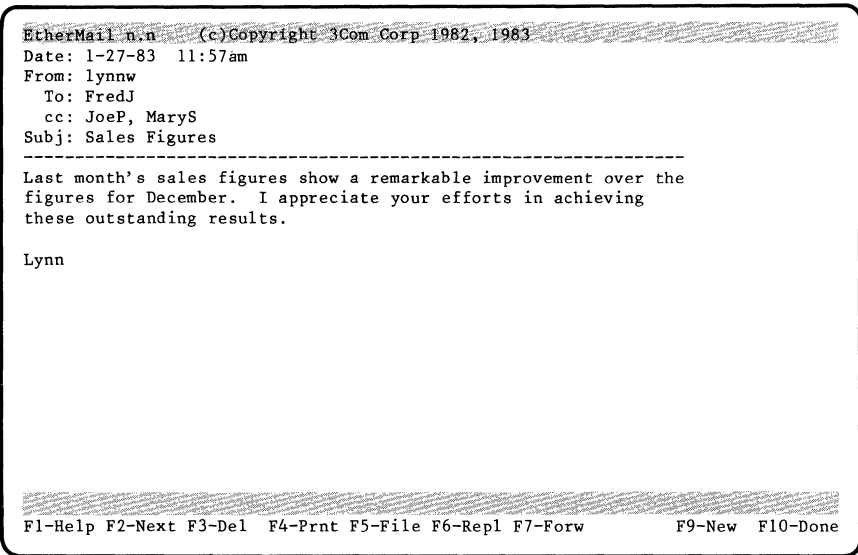 EtherMail n.n (c)Copyright 3Com Corp 1982, 1983
Date: 1-27-83 11:57am
From: lynnw
To: FredJ
cc: JoeP, MaryS
Subj: Sales Figures
----------------------------------------------------------------
Last month's sales figures show a remarkable improvement over the
figures for December. I appreciate your efforts in achieving
these outstanding results.
Lynn
F1-Help F2-Next F3-Del F4-Prnt F5-File F6-Repl F7-Forw F9-New F10-Done